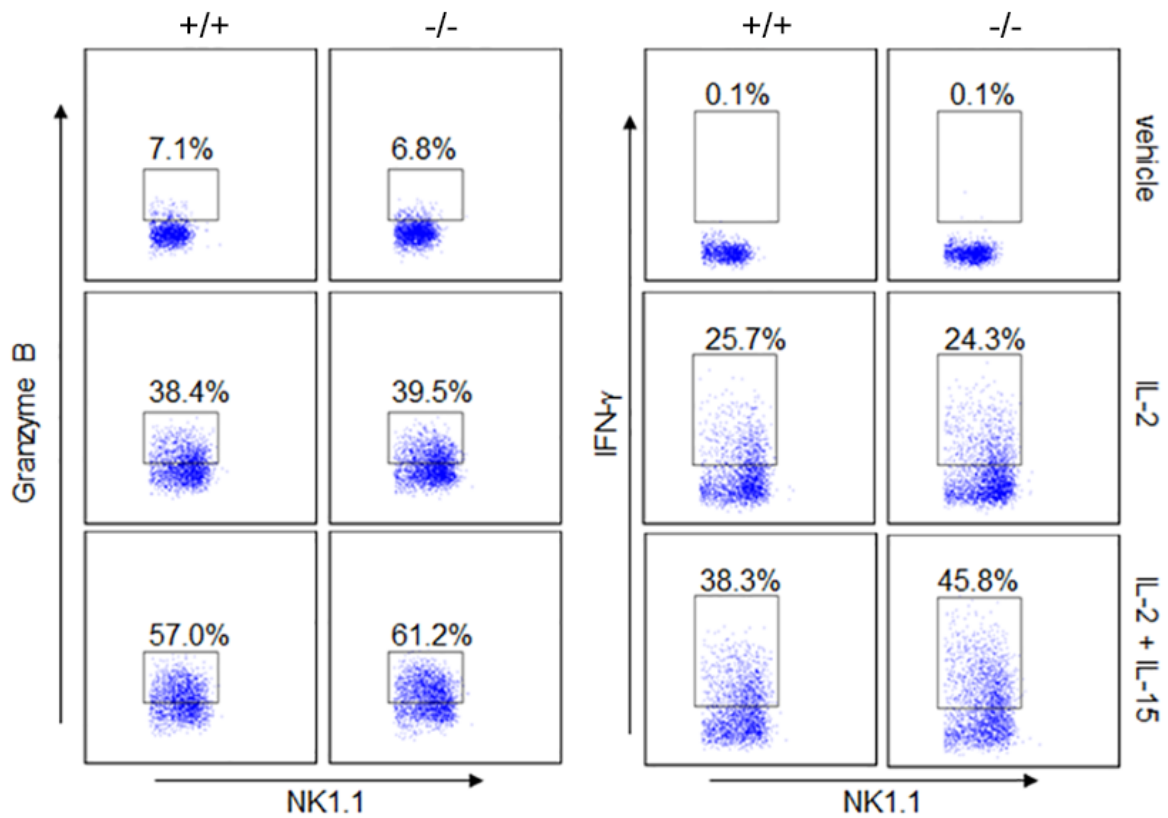 +/+ -/- +/+ -/-
7.1% 6.8% 0.1% 0.1%
vehicle
Granzyme B
38.4% 39.5%
IFN-γ
25.7% 24.3%
IL-2
57.0% 61.2% 38.3% 45.8%
IL-2 + IL-15
NK1.1 NK1.1